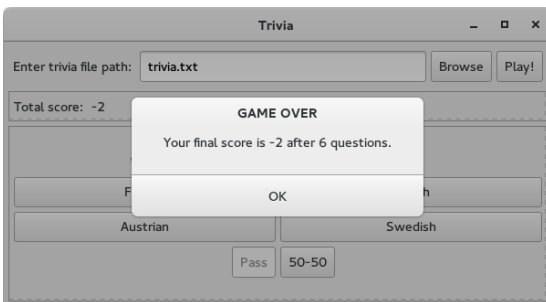 Trivia
Enter trivia file path: trivia.txt Browse Play!
Total score: -2
GAME OVER
Your final score is -2 after 6 questions.
OK
Austrian Swedish
Pass 50-50